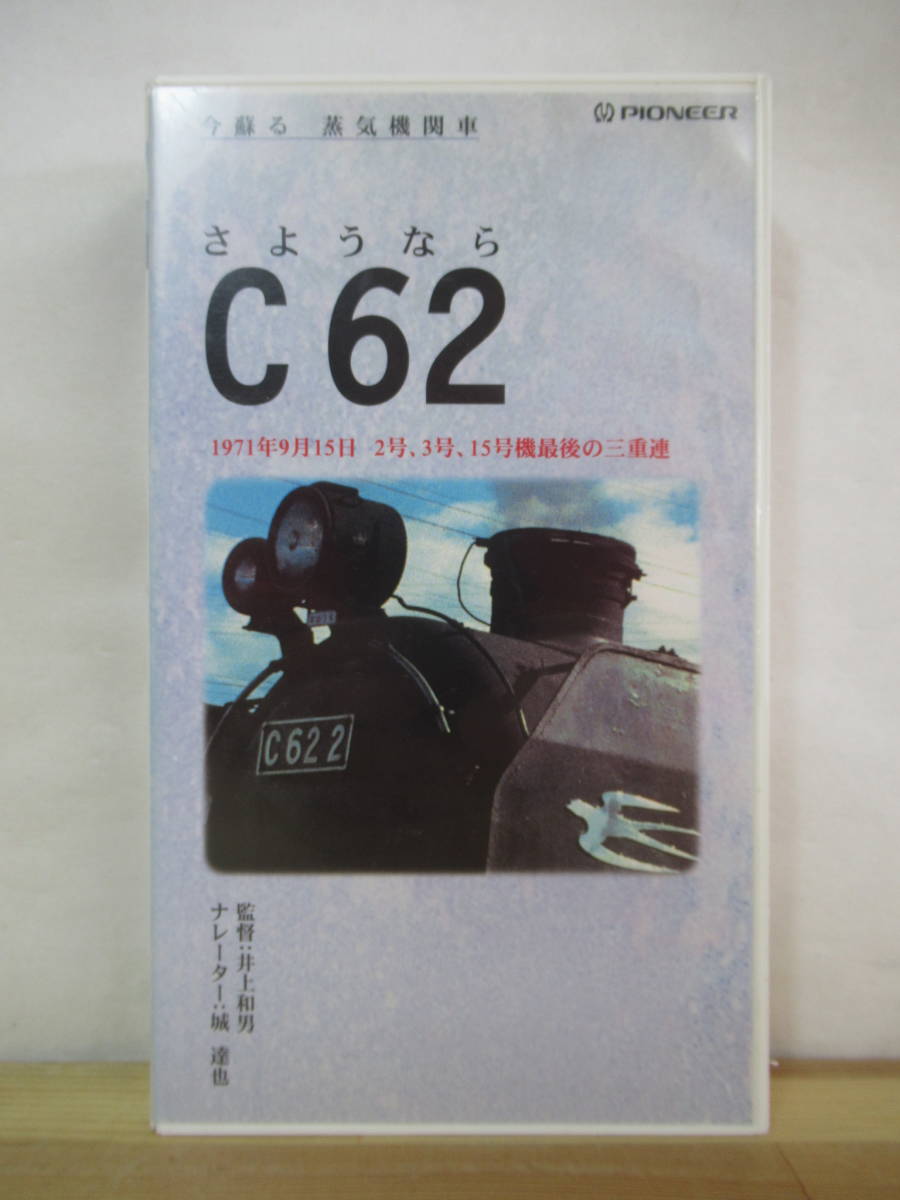 今蘇る 蒸気機関車
PIONEER
さようなら
C62
1971年9月15日 2号、3号、15号機最後の三重連
C62 2
監督:井上和男
ナレーター:城 達也